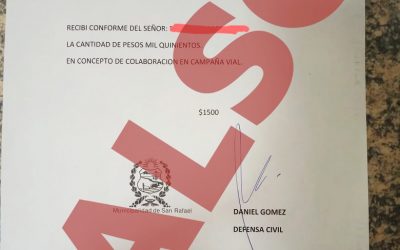 RECIBI CONFORME DEL SEÑOR:
LA CANTIDAD DE PESOS MIL QUINIENTOS.
EN CONCEPTO DE COLABORACION EN CAMPAÑA VIAL.
$1500
ALSO
Municipalidad de San Rafael
DANIEL GOMEZ
DEFENSA CIVIL